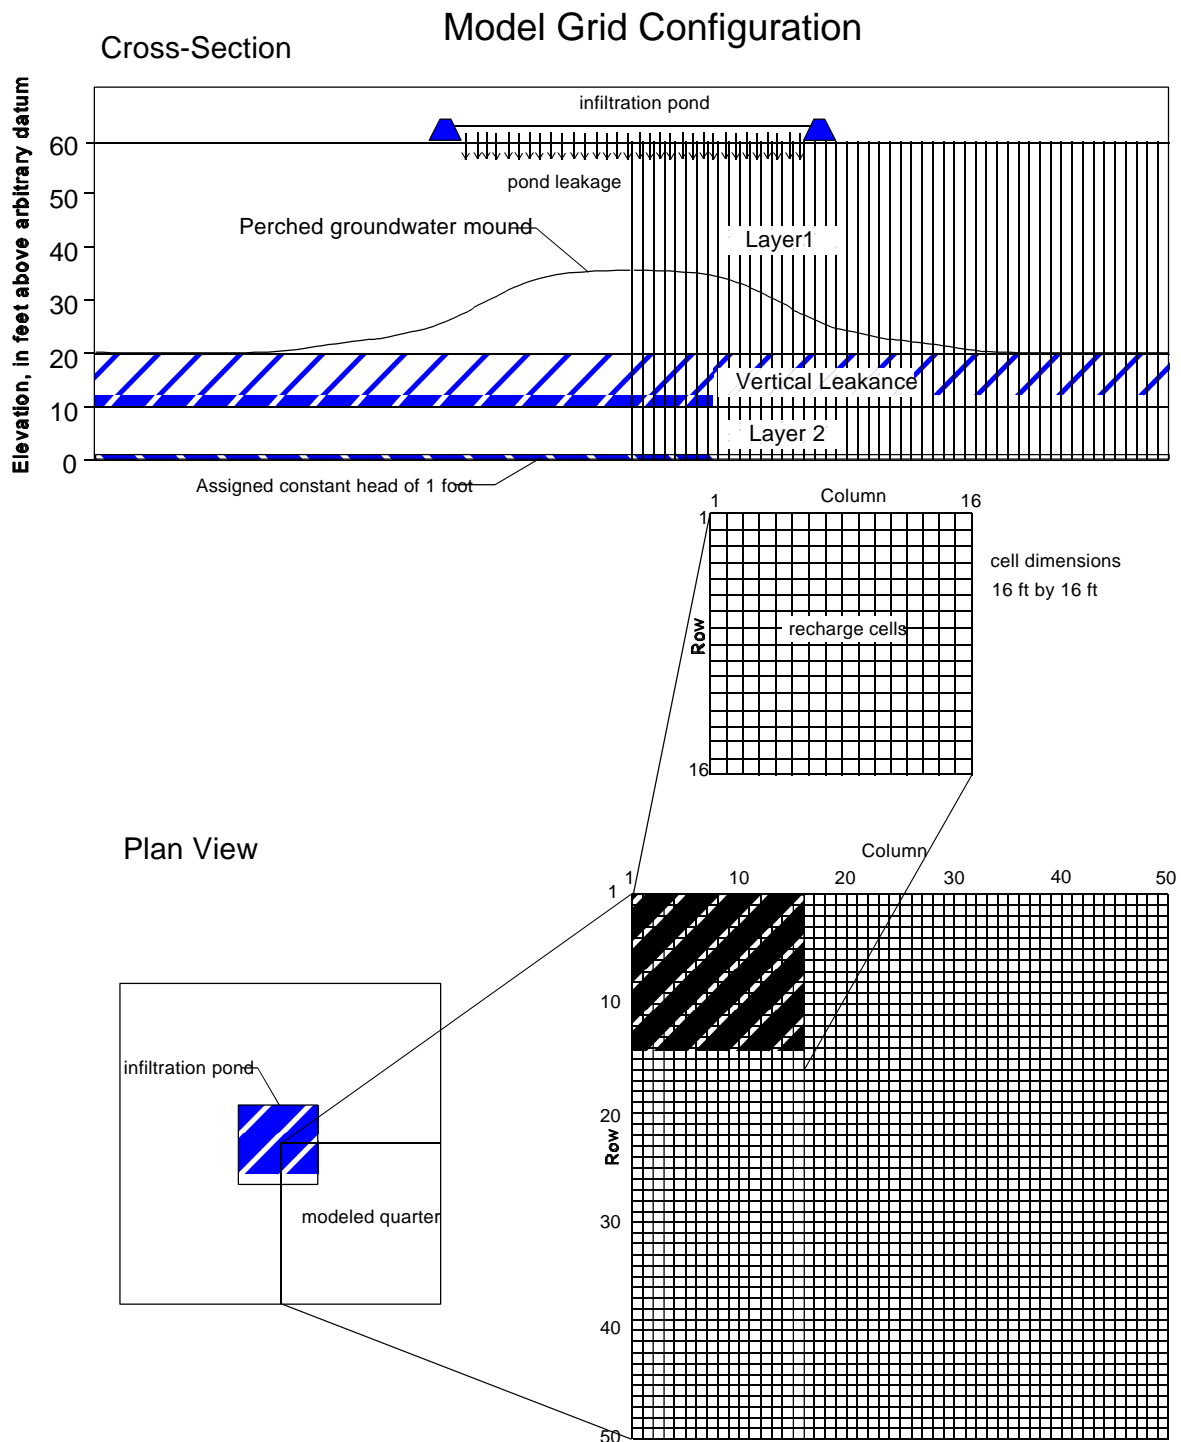 Model Grid Configuration
Cross-Section
Elevation, in feet above arbitrary datum
infiltration pond
60
pond leakage
50
Perched groundwater mound
Layer1
40
30
20
Vertical Leakance
10
Layer 2
0
Assigned constant head of 1 foot
Column
1 16
1
cell dimensions
16 ft by 16 ft
Row
recharge cells
16
Plan View
Column
1 10 20 30 40 50
1
10
infiltration pond
20
Row
modeled quarter
30
40
50